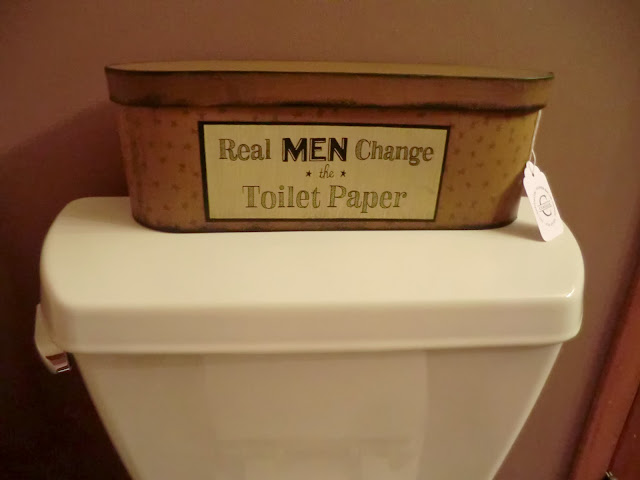 Real MEN Change
the
Toilet Paper